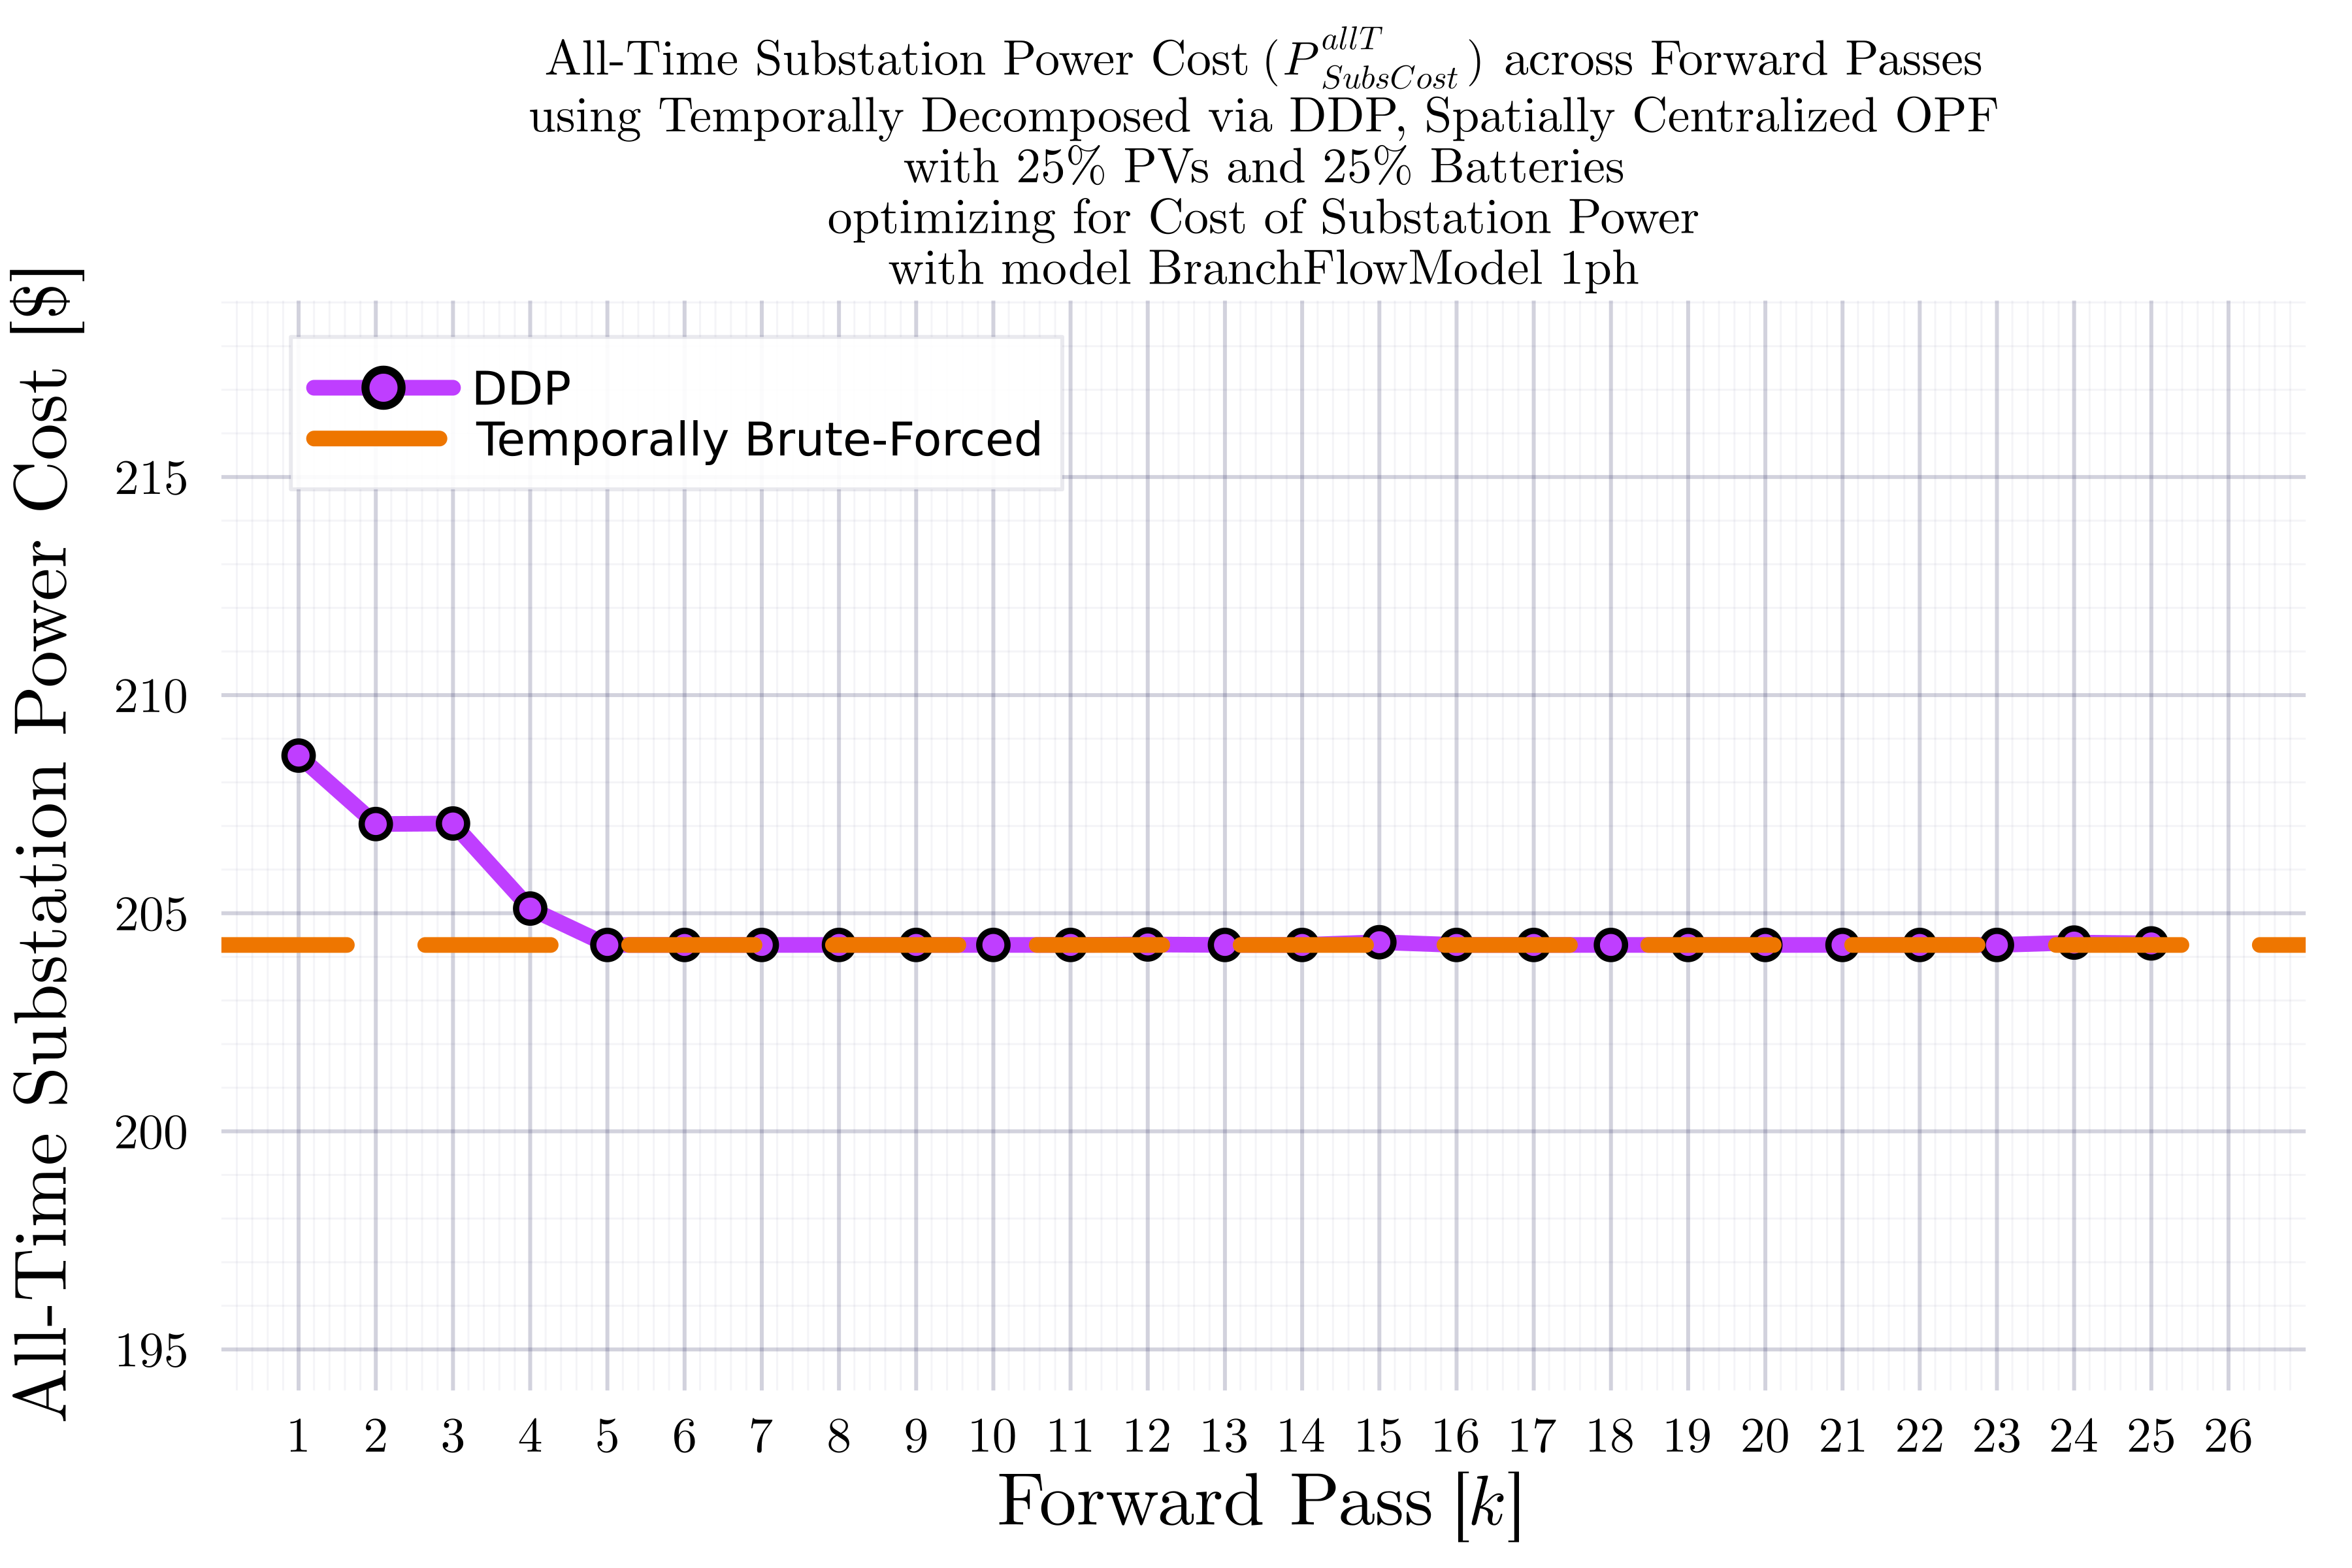 All-Time Substation Power Cost (P^{allT}_{SubsCost}) across Forward Passes
using Temporally Decomposed via DDP, Spatially Centralized OPF
with 25% PVs and 25% Batteries
optimizing for Cost of Substation Power
with model BranchFlowModel 1ph
All-Time Substation Power Cost [$]
DDP
Temporally Brute-Forced
215
210
205
200
195
1 2 3 4 5 6 7 8 9 10 11 12 13 14 15 16 17 18 19 20 21 22 23 24 25 26
Forward Pass [k]